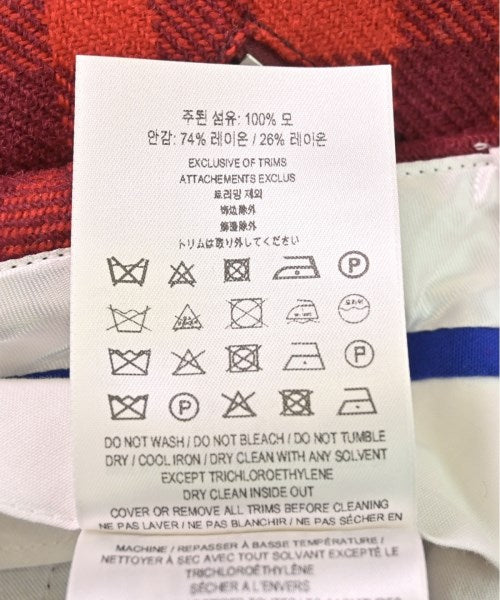 주된 섬유: 100% 모
안감: 74% 레이온 / 26% 레이온
EXCLUSIVE OF TRIMS
ATTACHEMENTS EXCLUS
트리밍 제외
饰边除外
飾邊除外
トリムは取り外してください
P P
P
P
DO NOT WASH / DO NOT BLEACH / DO NOT TUMBLE
DRY / COOL IRON / DRY CLEAN WITH ANY SOLVENT
EXCEPT TRICHLOROETHYLENE
DRY CLEAN INSIDE OUT
COVER OR REMOVE ALL TRIMS BEFORE CLEANING
NE PAS LAVER / NE PAS BLANCHIR / NE PAS SÉCHER EN
MACHINE / REPASSER À BASSE TEMPÉRATURE /
NETTOYER À SEC AVEC TOUT SOLVANT EXCEPTÉ LE
TRICHLOROÉTHYLÈNE
SÉCHER À L'ENVERS